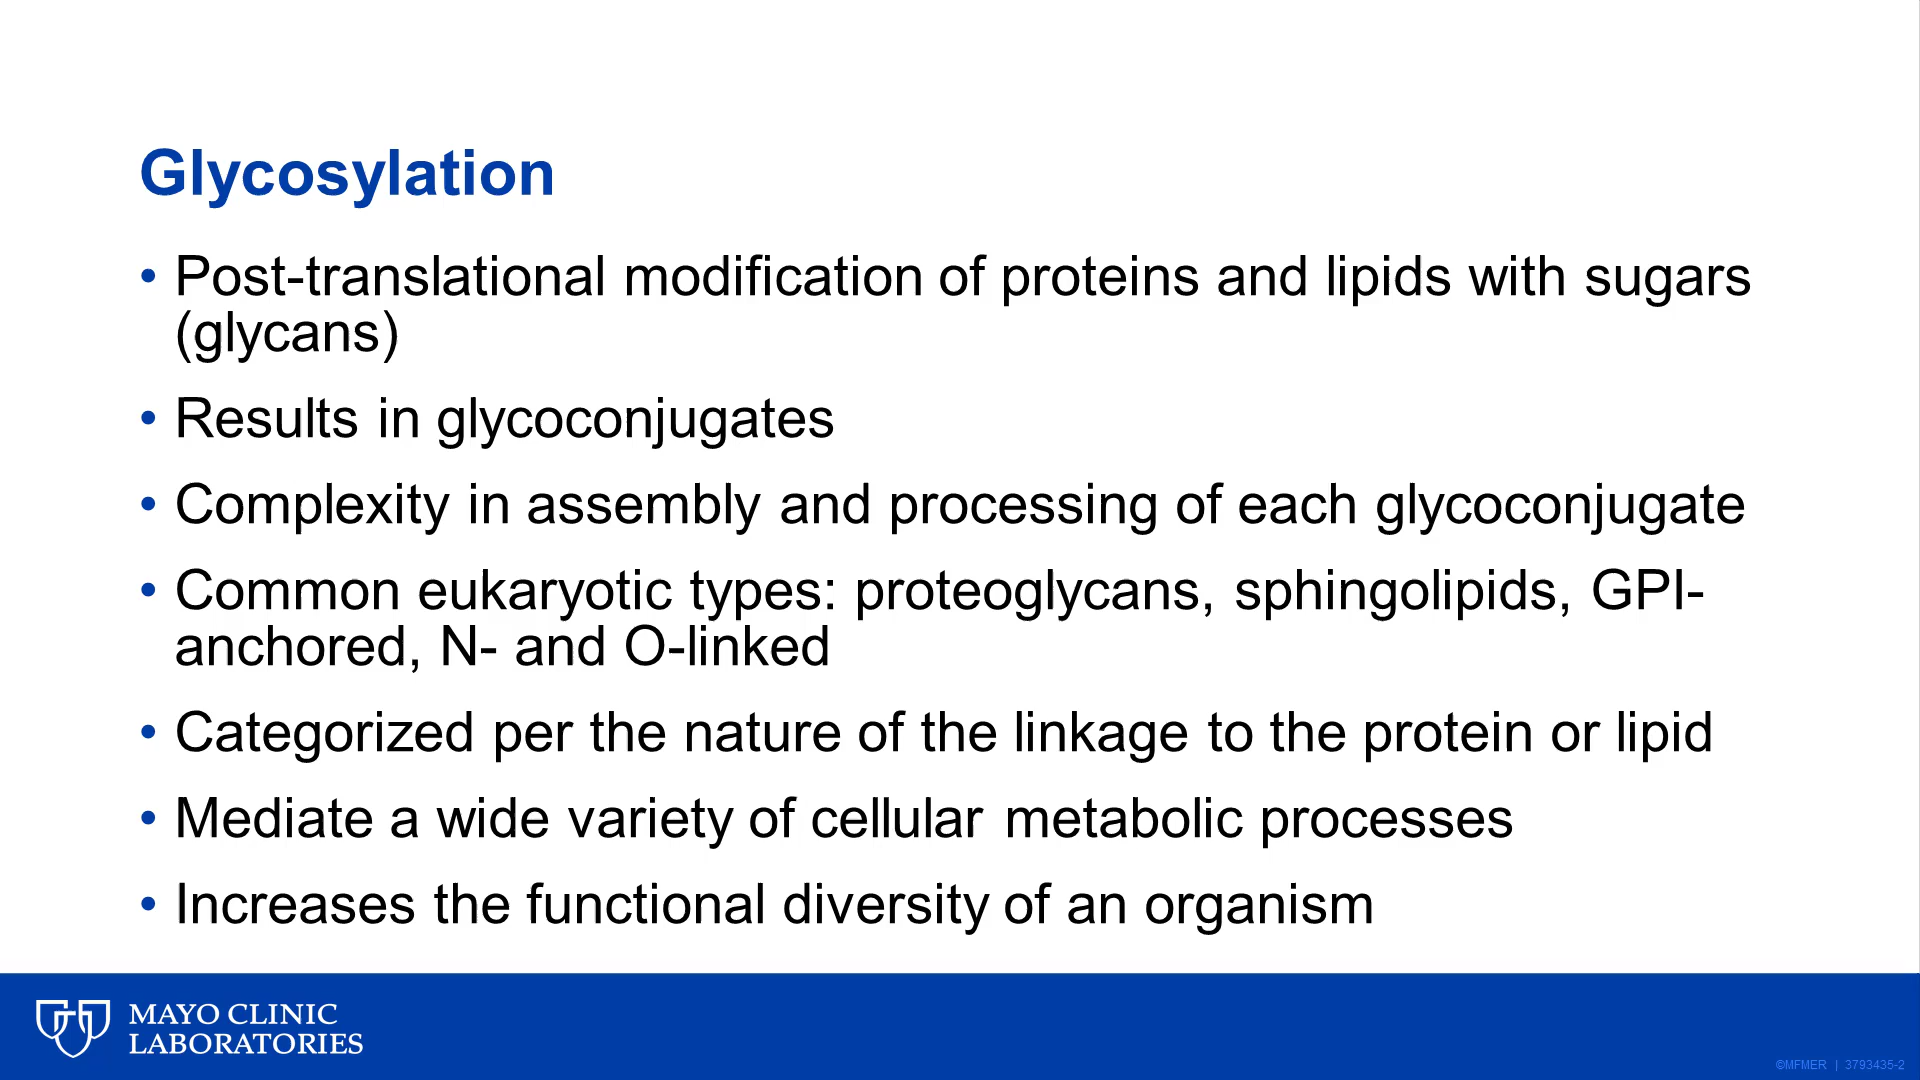 Glycosylation
• Post-translational modification of proteins and lipids with sugars
(glycans)
• Results in glycoconjugates
• Complexity in assembly and processing of each glycoconjugate
• Common eukaryotic types: proteoglycans, sphingolipids, GPI-
anchored, N- and O-linked
• Categorized per the nature of the linkage to the protein or lipid
• Mediate a wide variety of cellular metabolic processes
• Increases the functional diversity of an organism
MAYO CLINIC
LABORATORIES
©MFMER | 3793435-2